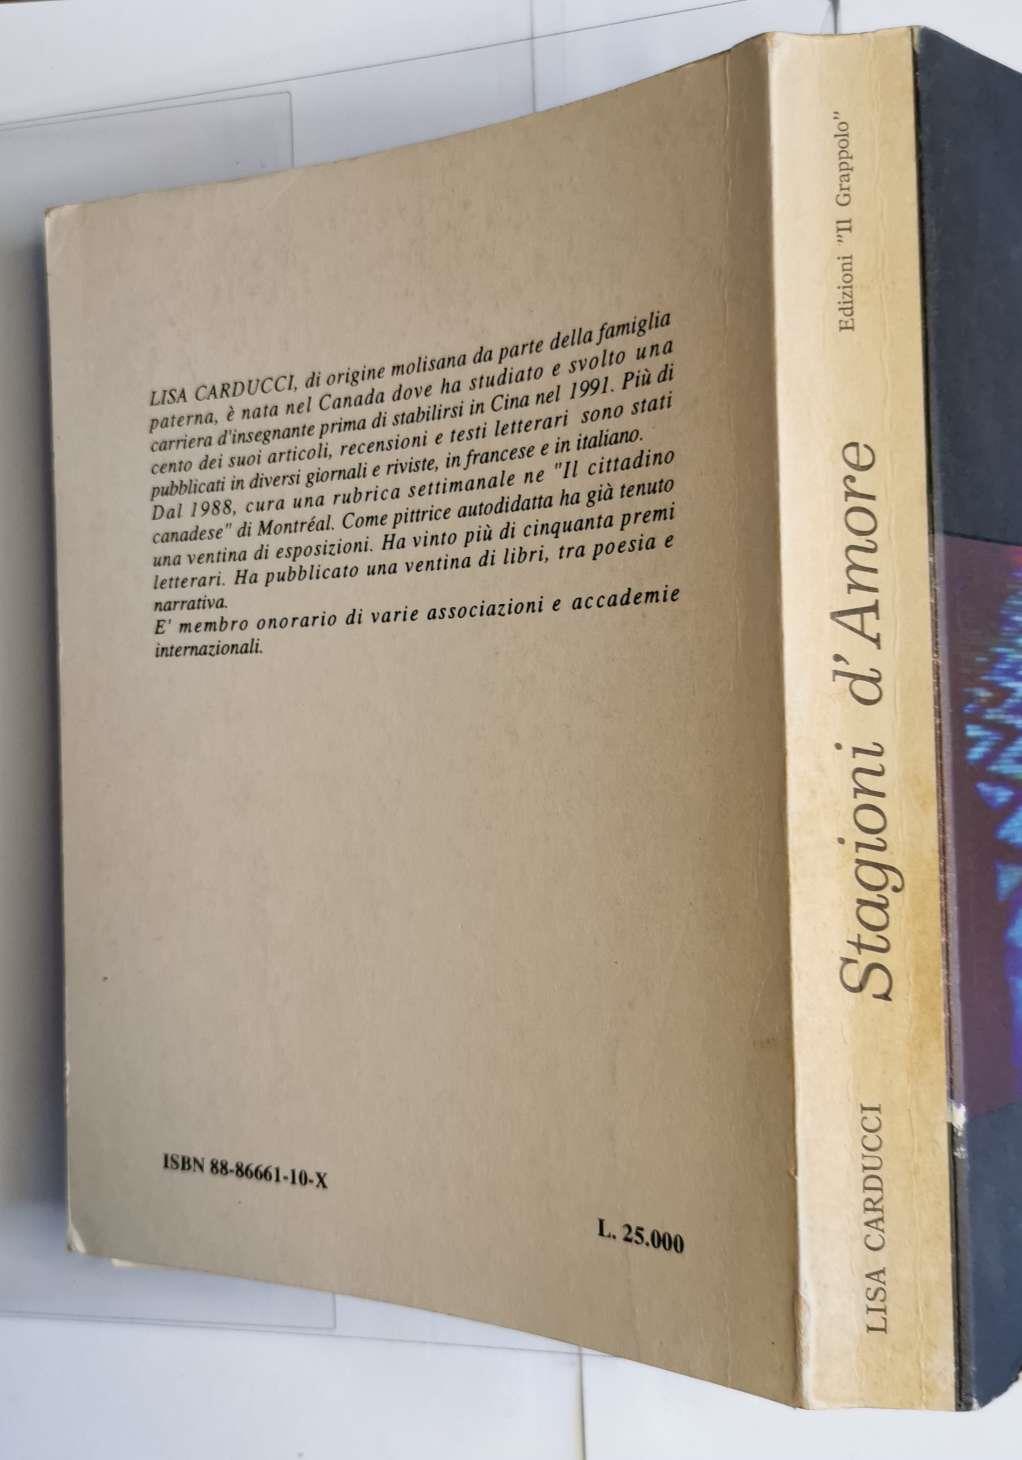 LISA CARDUCCI, di origine molisana da parte della famiglia
paterna, è nata nel Canada dove ha studiato e svolto una
carriera d'insegnante prima di stabilirsi in Cina nel 1991. Più di
cento dei suoi articoli, recensioni e testi letterari sono stati
pubblicati in diversi giornali e riviste, in francese e in italiano.
Dal 1988, cura una rubrica settimanale ne "Il cittadino
canadese" di Montréal. Come pittrice autodidatta ha già tenuto
una ventina di esposizioni. Ha vinto più di cinquanta premi
letterari. Ha pubblicato una ventina di libri, tra poesia e
narrativa.
E' membro onorario di varie associazioni e accademie
internazionali.
ISBN 88-86661-10-X
L. 25.000
LISA CARDUCCI Stagioni d'Amore Edizioni "Il Grappolo"